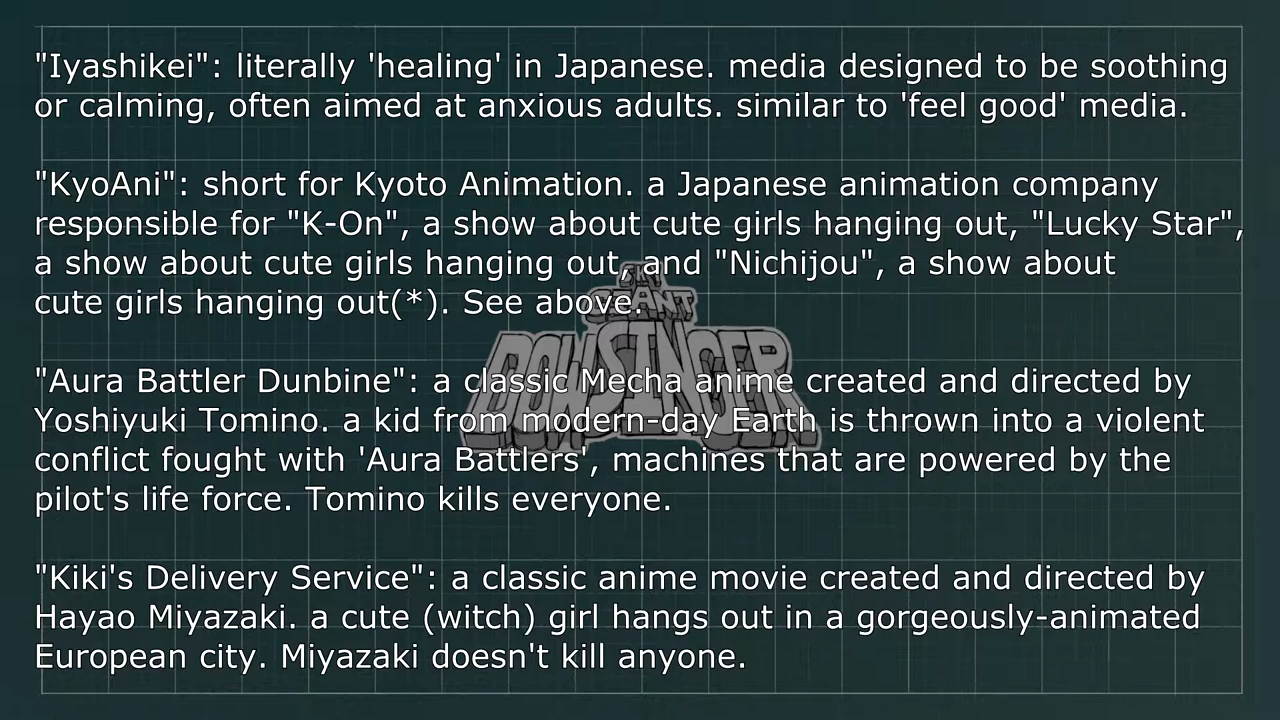 "Iyashikei": literally 'healing' in Japanese. media designed to be soothing
or calming, often aimed at anxious adults. similar to 'feel good' media.
"KyoAni": short for Kyoto Animation. a Japanese animation company
responsible for "K-On", a show about cute girls hanging out, "Lucky Star",
a show about cute girls hanging out, and "Nichijou", a show about
cute girls hanging out(*). See above.
SKY
GEANT
DOWSINGER
"Aura Battler Dunbine": a classic Mecha anime created and directed by
Yoshiyuki Tomino. a kid from modern-day Earth is thrown into a violent
conflict fought with 'Aura Battlers', machines that are powered by the
pilot's life force. Tomino kills everyone.
"Kiki's Delivery Service": a classic anime movie created and directed by
Hayao Miyazaki. a cute (witch) girl hangs out in a gorgeously-animated
European city. Miyazaki doesn't kill anyone.